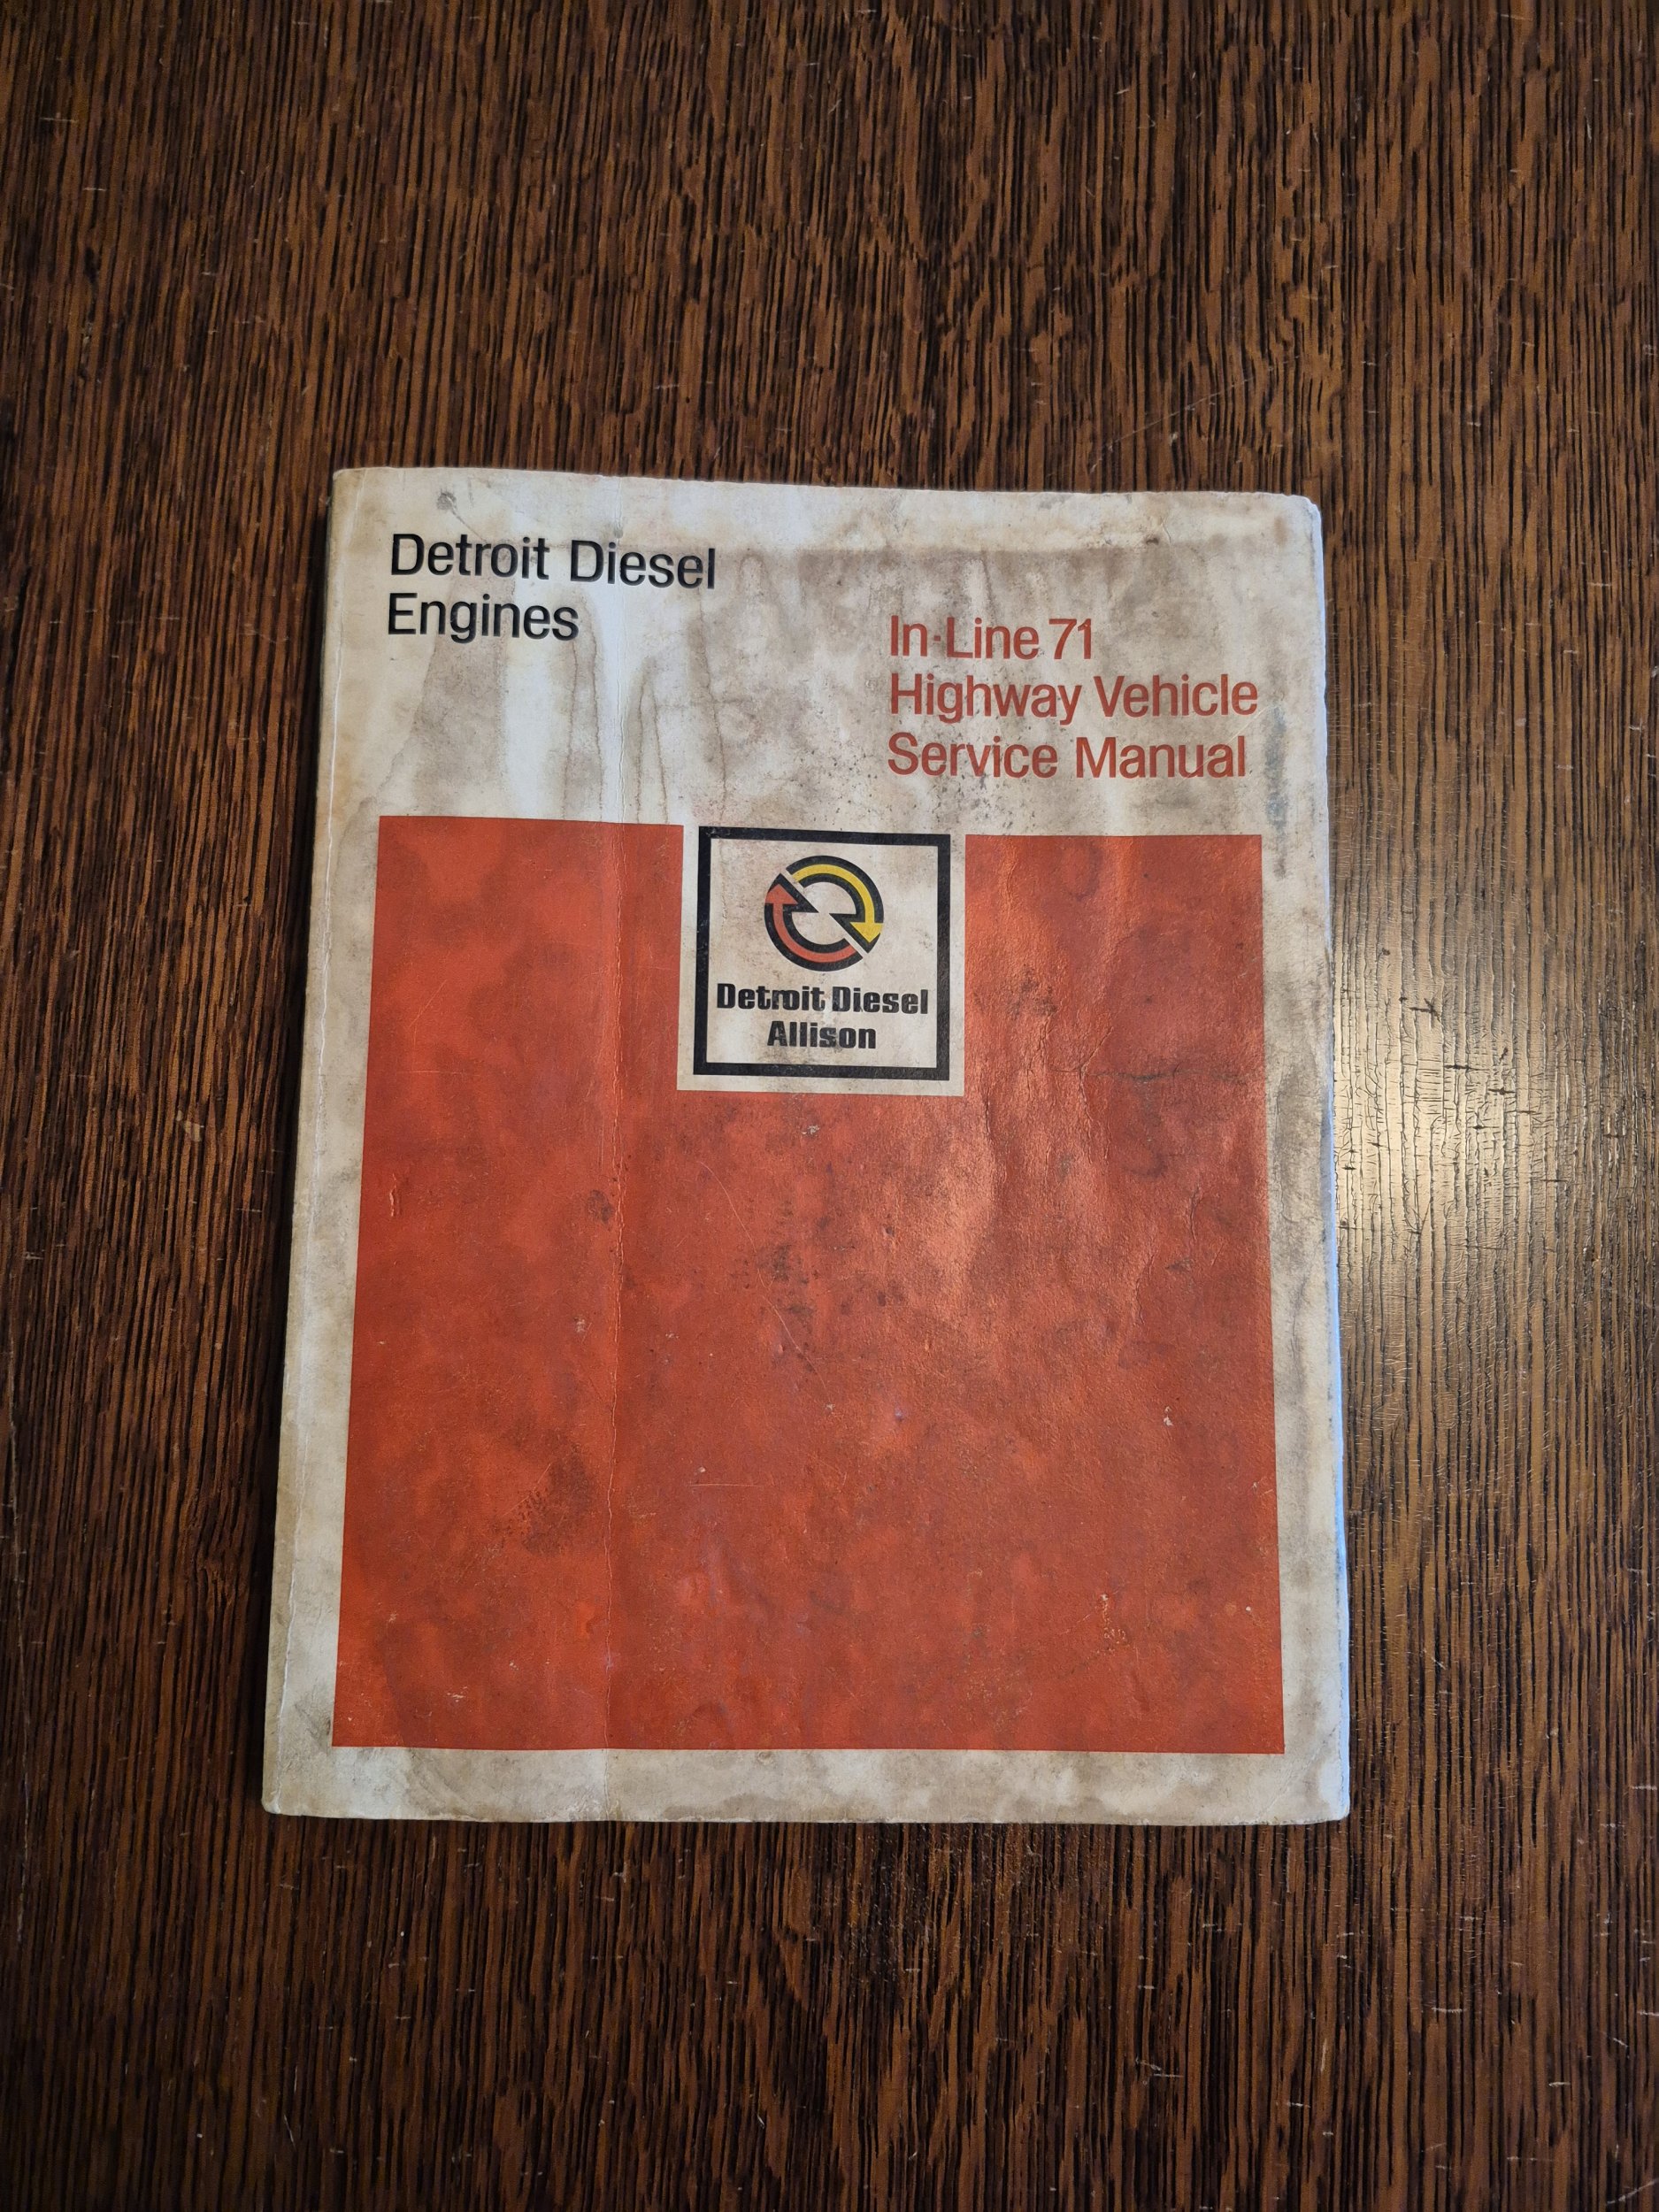 Detroit Diesel
Engines
In-Line 71
Highway Vehicle
Service Manual
Detroit Diesel
Allison